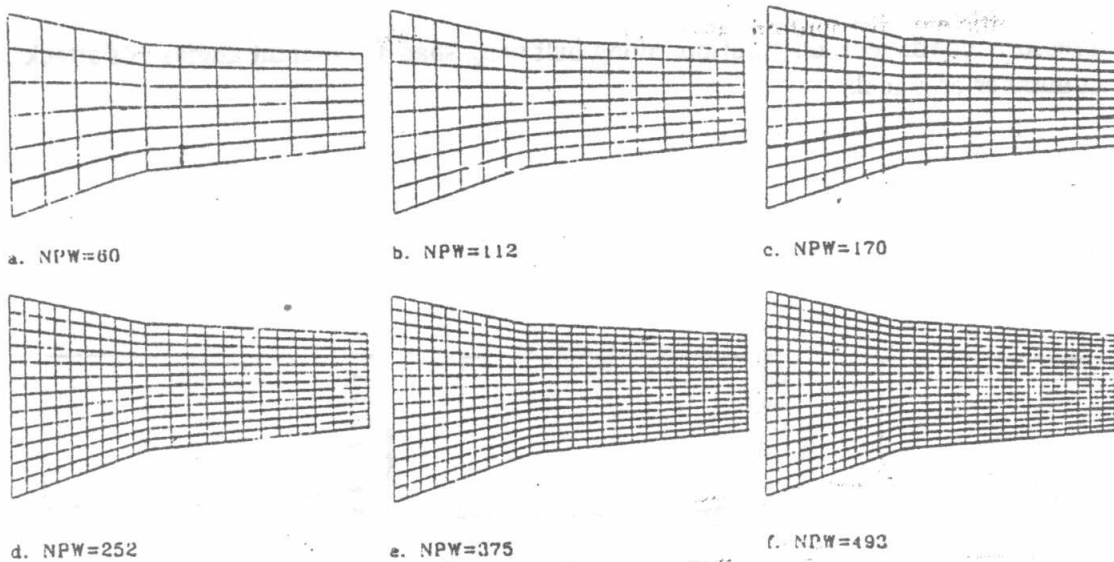 a. NPW=60
b. NPW=112
c. NPW=170
d. NPW=252
e. NPW=375
f. NPW=493